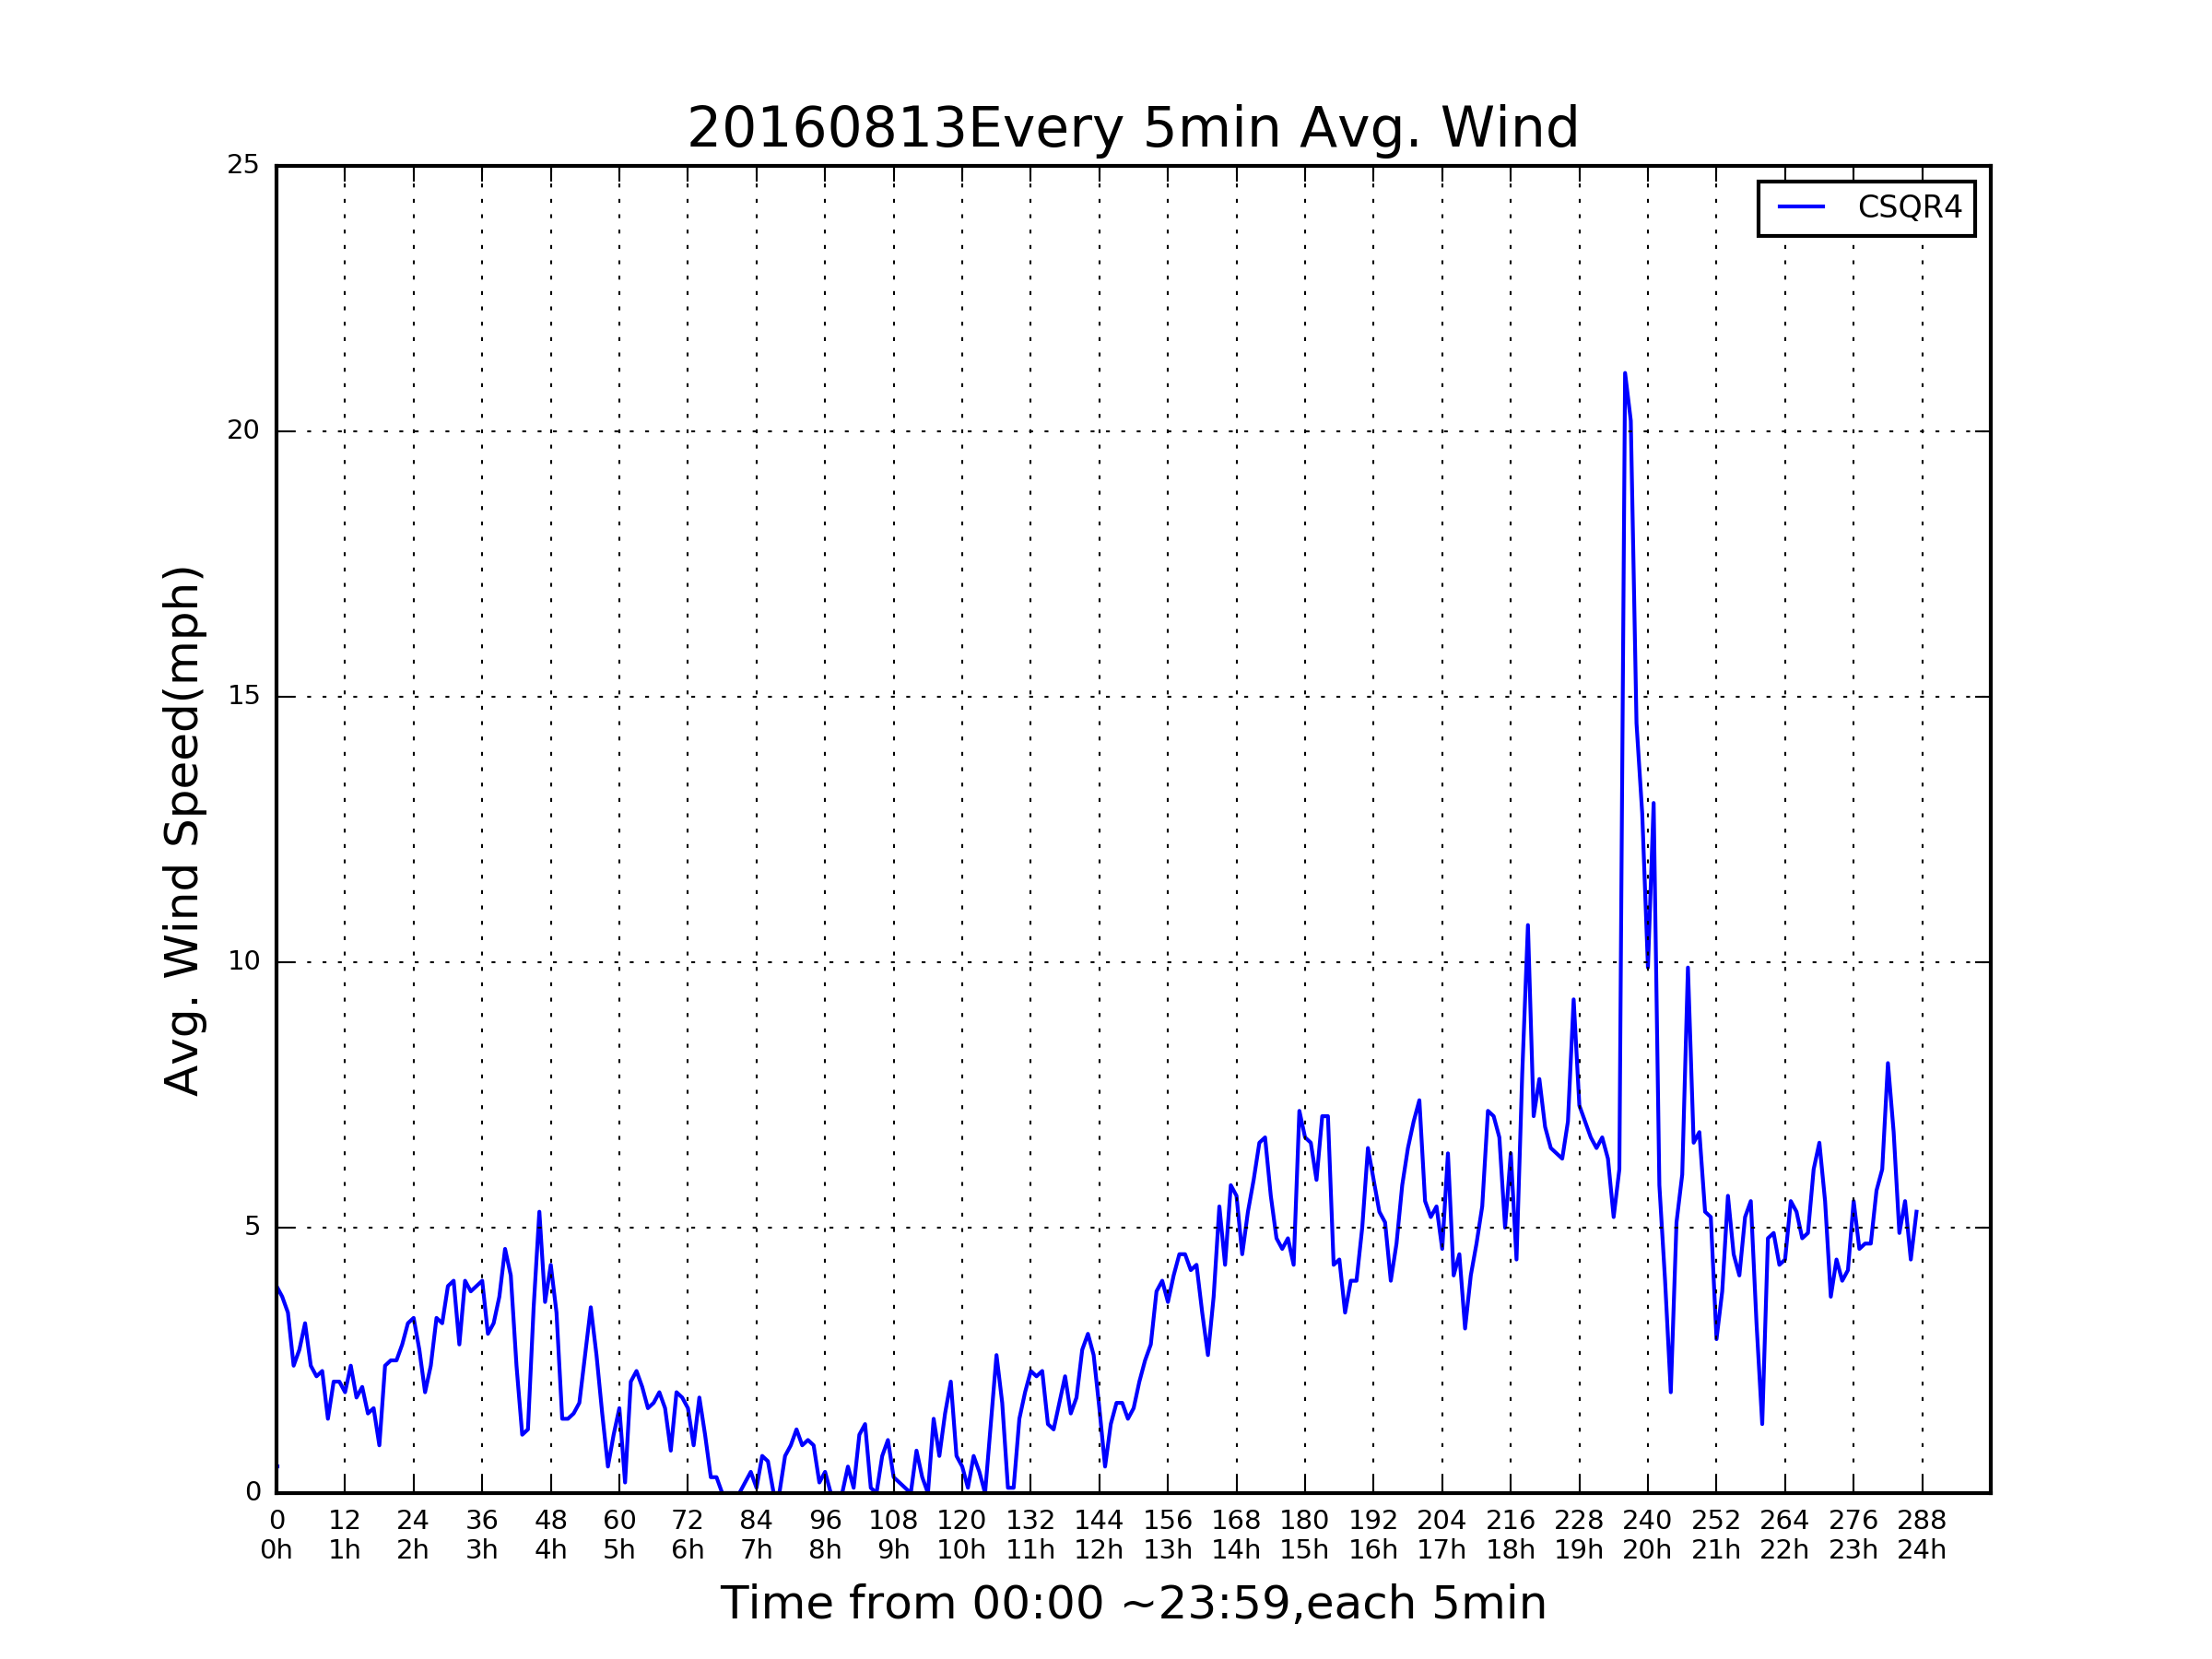 20160813Every 5min Avg. Wind
CSQR4
Avg. Wind Speed(mph)
25
20
15
10
5
0
0 12 24 36 48 60 72 84 96 108 120 132 144 156 168 180 192 204 216 228 240 252 264 276 288
0h 1h 2h 3h 4h 5h 6h 7h 8h 9h 10h 11h 12h 13h 14h 15h 16h 17h 18h 19h 20h 21h 22h 23h 24h
Time from 00:00 ~23:59,each 5min